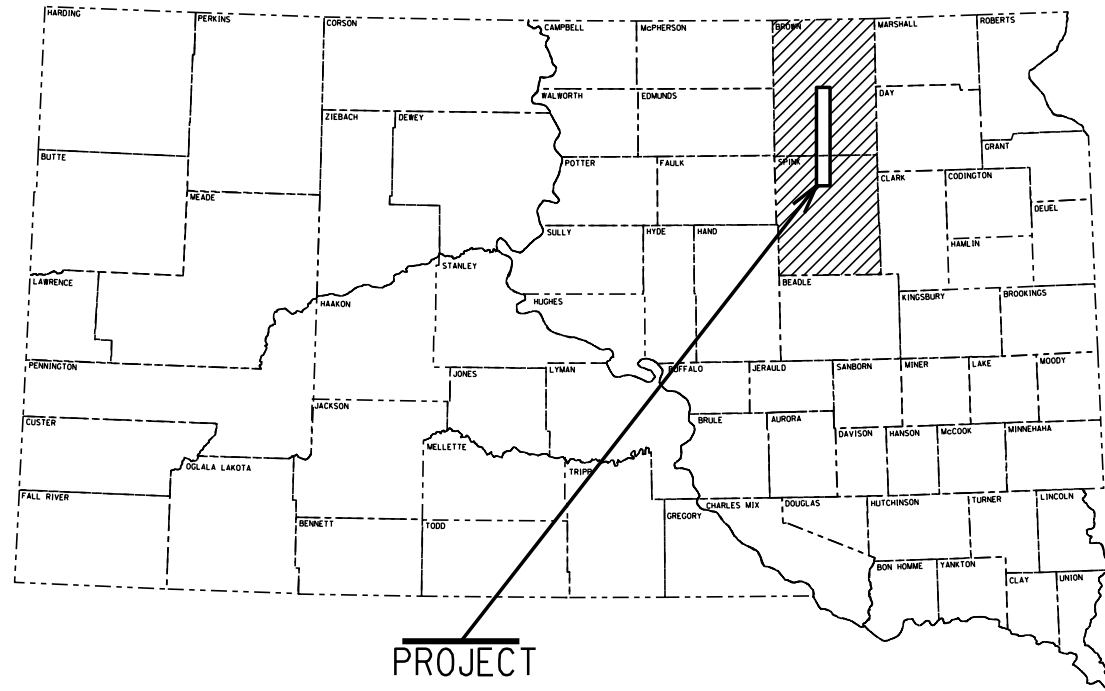 HARDING
PERKINS
CORSON
CAMPBELL
McPHERSON
BROWN
MARSHALL
ROBERTS
WALWORTH
EDMUNDS
DAY
ZIEBACH
DEWEY
GRANT
BUTTE
POTTER
FAULK
SPINK
CLARK
CODINGTON
MEADE
DEUEL
SULLY
HYDE
HAND
HAMLIN
STANLEY
LAWRENCE
BEADLE
HAAKON
HUGHES
KINGSBURY
BROOKINGS
PENNINGTON
JONES
LYMAN
BUFFALO
JERAULD
SANBORN
MINER
LAKE
MOODY
JACKSON
CUSTER
BRULE
AURORA
MELLETTE
DAVISON
HANSON
McCOOK
MINNEHAHA
OGLALA LAKOTA
TRIPP
FALL RIVER
CHARLES MIX
DOUGLAS
HUTCHINSON
TURNER
LINCOLN
GREGORY
BENNETT
TODD
BON HOMME
YANKTON
CLAY
UNION
PROJECT